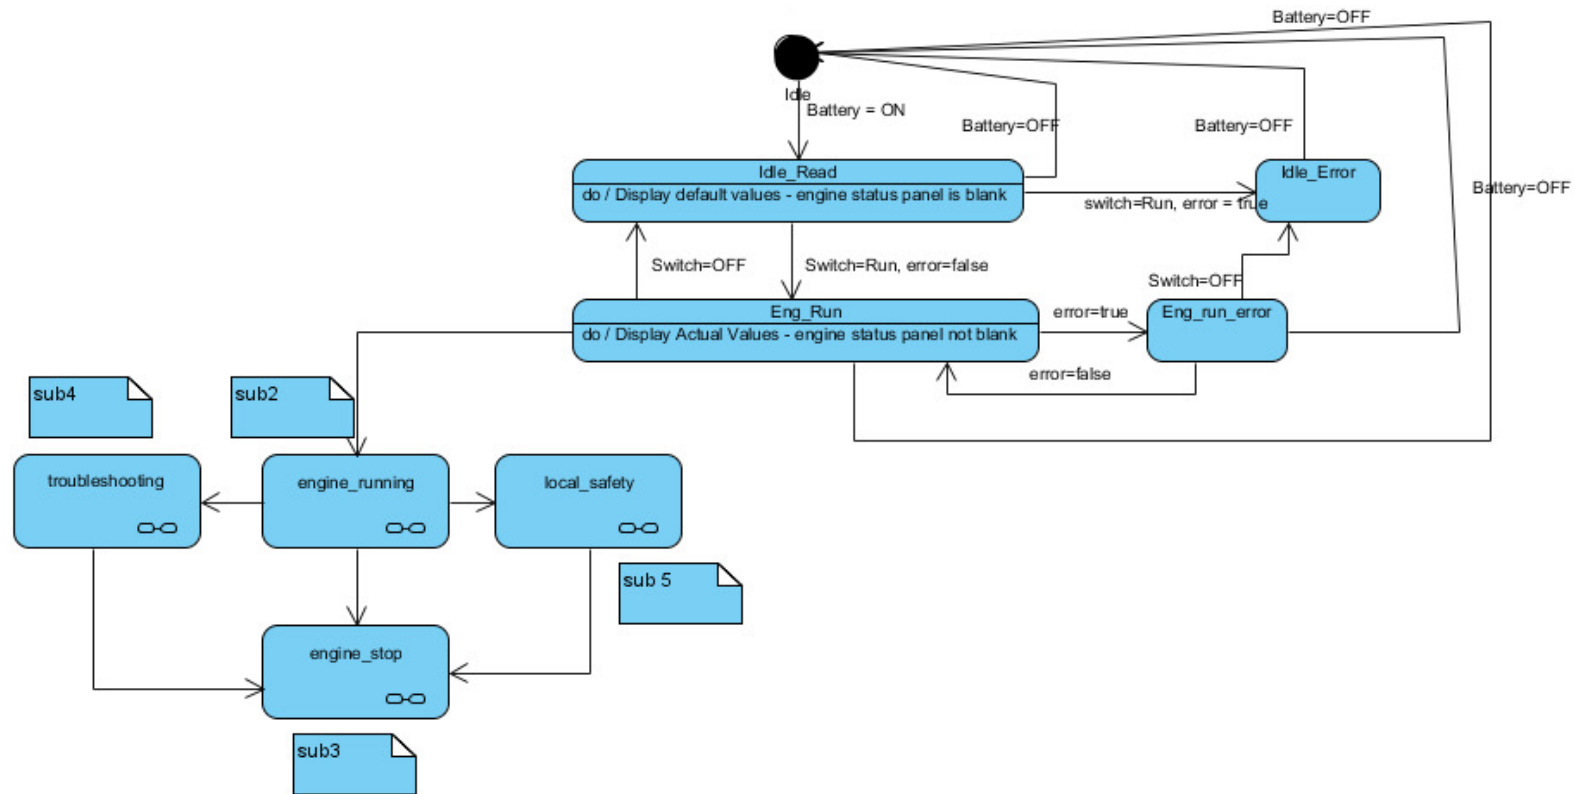 Battery=OFF
Idle
Battery = ON
Battery=OFF
Battery=OFF
Idle_Read
do / Display default values - engine status panel is blank
Idle_Error
Battery=OFF
switch=Run, error = true
Switch=OFF
Switch=Run, error=false
Switch=OFF
Eng_Run
do / Display Actual Values - engine status panel not blank
error=true
Eng_run_error
error=false
sub4
sub2
troubleshooting
engine_running
local_safety
sub 5
engine_stop
sub3